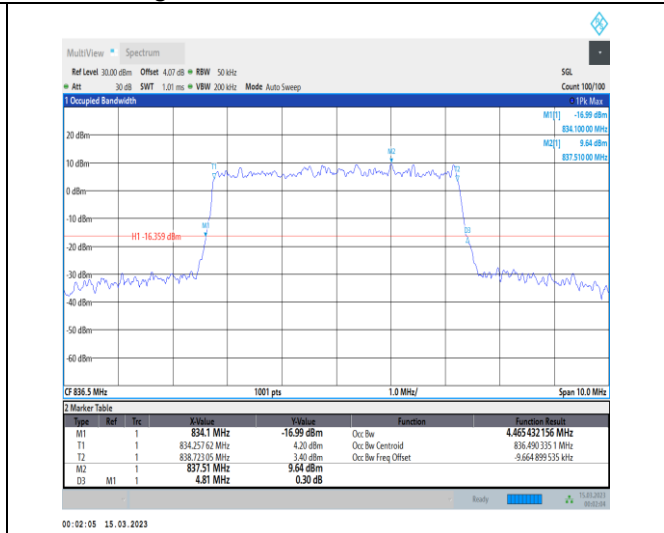 MultiView Spectrum
Ref Level 30.00 dBm Offset 4.07 dB RBW 50 kHz SGL
Att 30 dB SWT 1.01 ms VBW 200 kHz Mode Auto Sweep Count 100/100
1 Occupied Bandwidth 1Pk Max
M1[1] -16.99 dBm
834.100 00 MHz
M2[1] 9.64 dBm
837.510 00 MHz
20 dBm
M2
10 dBm
T1 T2
0 dBm
-10 dBm
M1 D3
H1 -16.359 dBm
-20 dBm
-30 dBm
-40 dBm
-50 dBm
-60 dBm
CF 836.5 MHz 1001 pts 1.0 MHz/ Span 10.0 MHz
2 Marker Table
Type Ref Trc X-Value Y-Value Function Function Result
M1 1 834.1 MHz -16.99 dBm Occ Bw 4.465 432 156 MHz
T1 1 834.257 62 MHz 4.20 dBm Occ Bw Centroid 836.490 335 1 MHz
T2 1 838.723 05 MHz 3.40 dBm Occ Bw Freq Offset -9.664 899 535 kHz
M2 1 837.51 MHz 9.64 dBm
D3 M1 1 4.81 MHz 0.30 dB
Ready 15.03.2023
00:02:08
00:02:05 15.03.2023